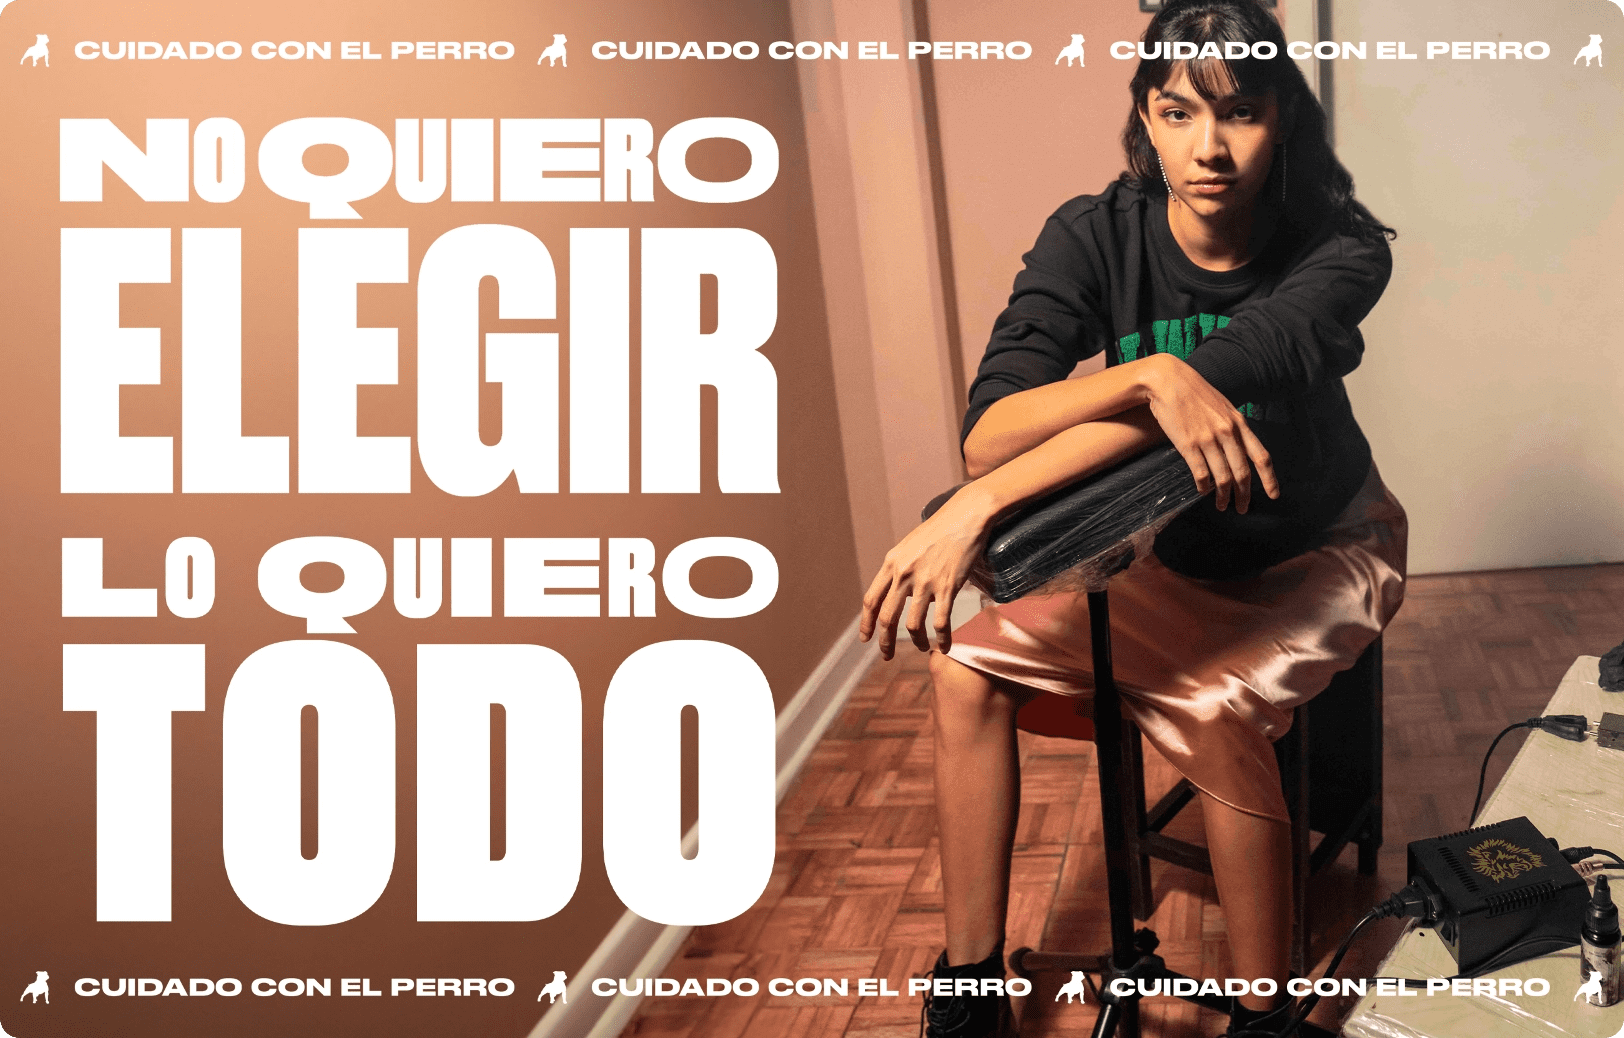 CUIDADO CON EL PERRO CUIDADO CON EL PERRO CUIDADO CON EL PERRO
NO QUIERO
ELEGIR
LO QUIERO
TODO
CUIDADO CON EL PERRO CUIDADO CON EL PERRO CUIDADO CON EL PERRO